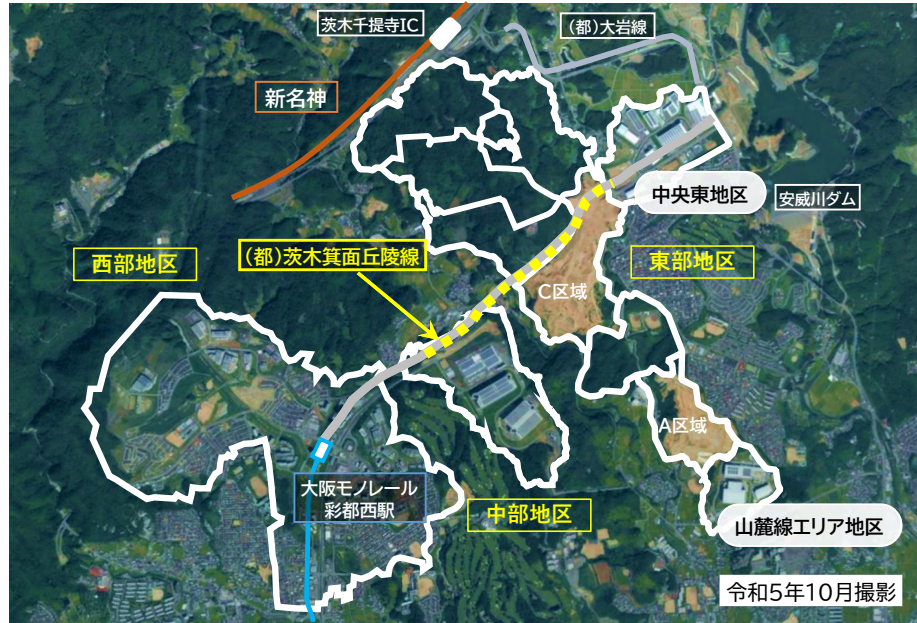 茨木千提寺IC
(都)大岩線
新名神
中央東地区
安威川ダム
(都)茨木箕面丘陵線
西部地区
東部地区
C区域
A区域
大阪モノレール
彩都西駅
中部地区
山麓線エリア地区
令和5年10月撮影